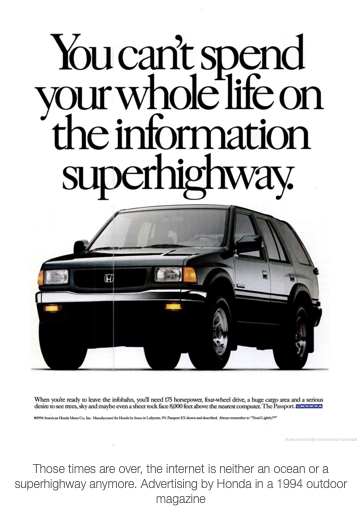 You can't spend
your whole life on
the information
superhighway.
When you're ready to leave the infobahn, you'll need 175 horsepower, four-wheel drive, a huge cargo area and a serious
desire to see trees, sky and maybe even a sheer rock face 8,000 feet above the nearest computer. The Passport.
©1994 American Honda Motor Co., Inc. Manufactured for Honda by Isuzu in Lafayette, IN. Passport EX shown and described. Always remember to "Tread Lightly!"
Those times are over, the internet is neither an ocean or a
superhighway anymore. Advertising by Honda in a 1994 outdoor
magazine